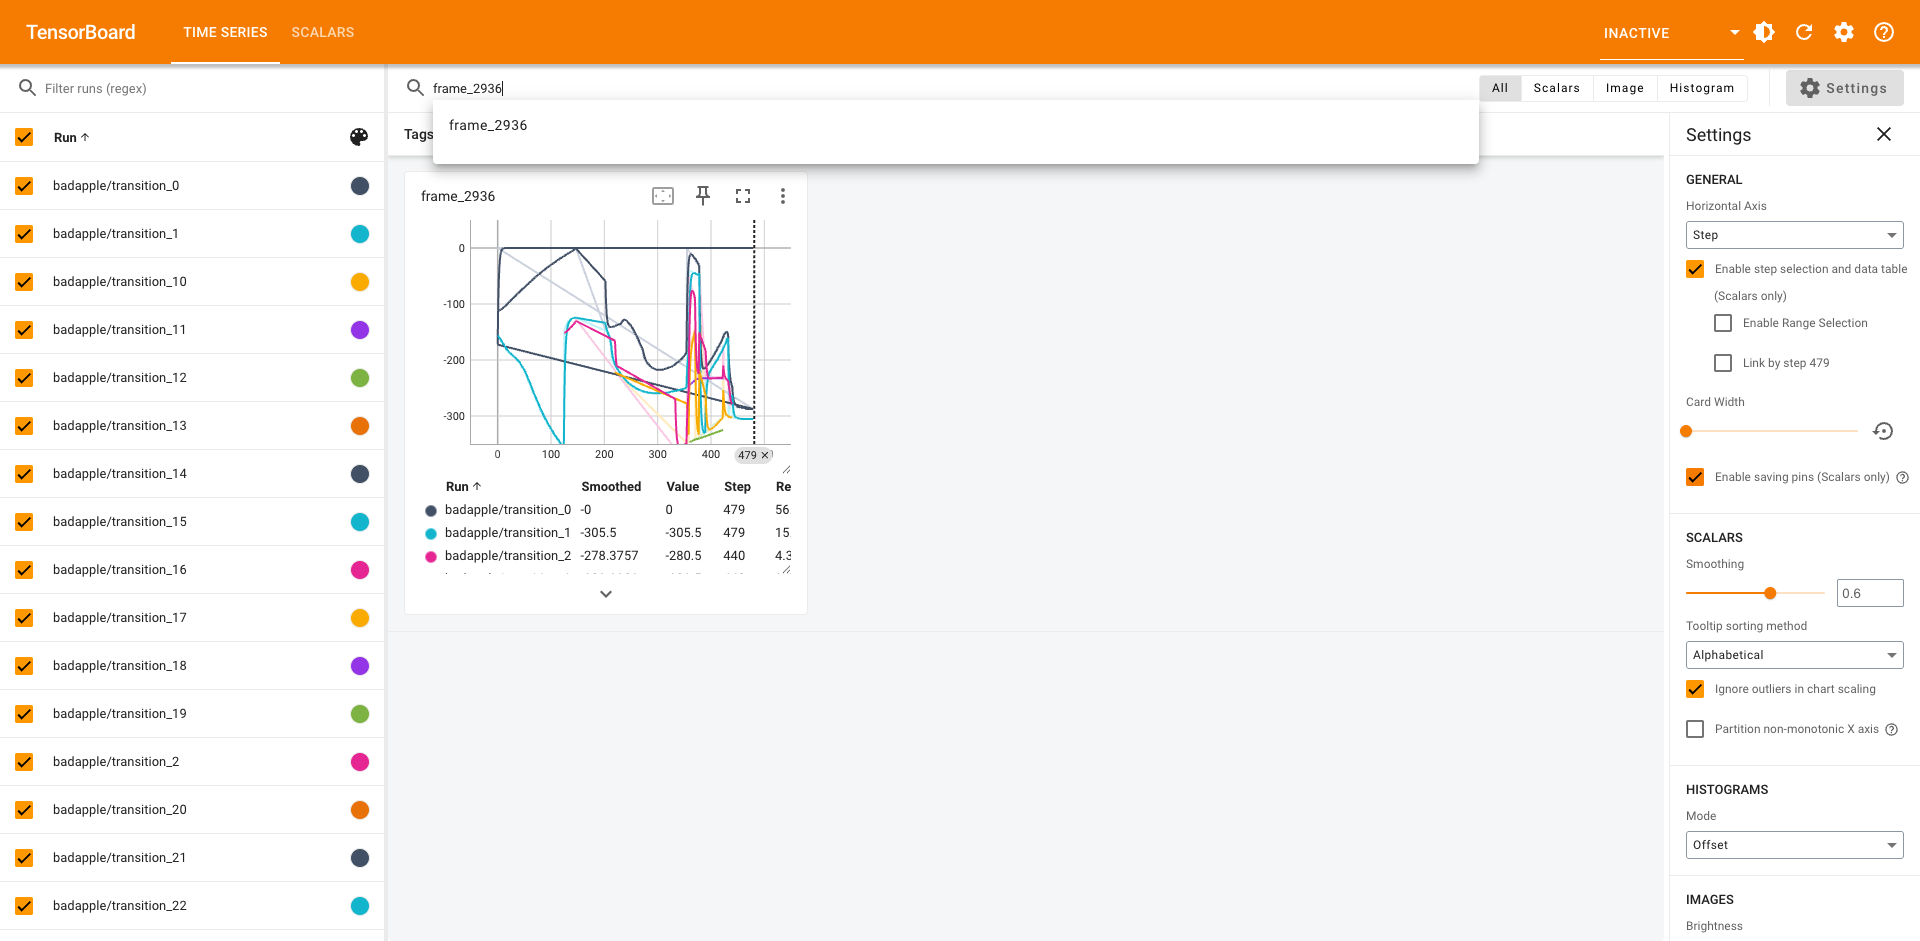 TensorBoard
TIME SERIES
SCALARS
INACTIVE
Filter runs (regex)
frame_2936
All
Scalars
Image
Histogram
Settings
frame_2936
Tags
Run
badapple/transition_0
badapple/transition_1
badapple/transition_10
badapple/transition_11
badapple/transition_12
badapple/transition_13
badapple/transition_14
badapple/transition_15
badapple/transition_16
badapple/transition_17
badapple/transition_18
badapple/transition_19
badapple/transition_2
badapple/transition_20
badapple/transition_21
badapple/transition_22
frame_2936
0
-100
-200
-300
0 100 200 300 400 479
Run Smoothed Value Step Re
badapple/transition_0 -0 0 479 56.
badapple/transition_1 -305.5 -305.5 479 15.
badapple/transition_2 -278.3757 -280.5 440 4.3
Settings
GENERAL
Horizontal Axis
Step
Enable step selection and data table
(Scalars only)
Enable Range Selection
Link by step 479
Card Width
Enable saving pins (Scalars only)
SCALARS
Smoothing
0.6
Tooltip sorting method
Alphabetical
Ignore outliers in chart scaling
Partition non-monotonic X axis
HISTOGRAMS
Mode
Offset
IMAGES
Brightness